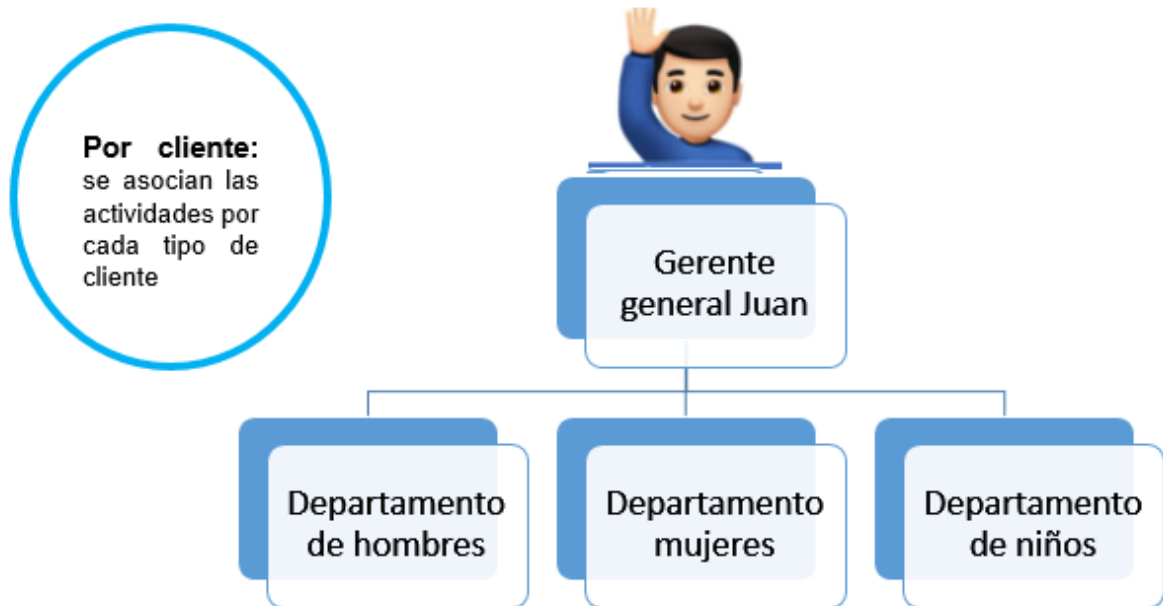 Por cliente:
se asocian las
actividades por
cada tipo de
cliente
Gerente
general Juan
Departamento
de hombres
Departamento
mujeres
Departamento
de niños